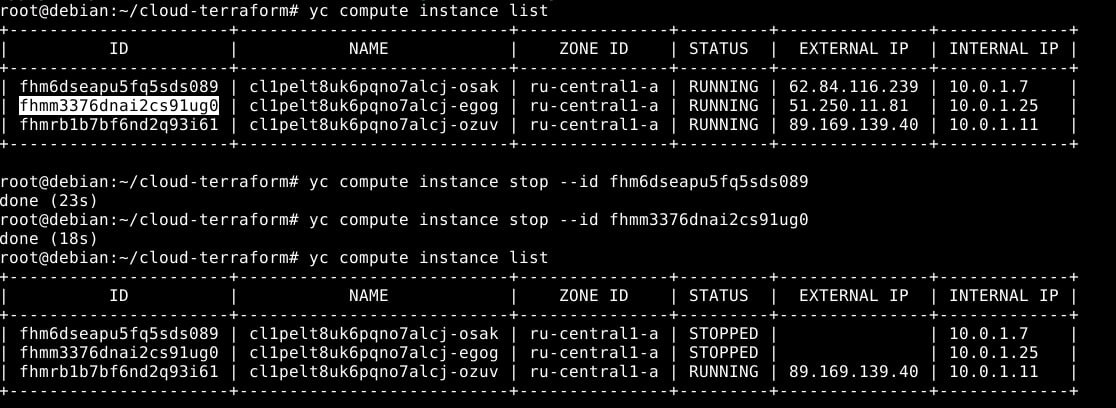 root@debian:~/cloud-terraform# yc compute instance list
+----------------------+---------------------------+---------------+---------+----------------+-------------+
|          ID          |           NAME            |    ZONE ID    | STATUS  |  EXTERNAL IP   | INTERNAL IP |
+----------------------+---------------------------+---------------+---------+----------------+-------------+
| fhm6dseapu5fq5sds089 | cl1pelt8uk6pqno7alcj-osak | ru-central1-a | RUNNING | 62.84.116.239  | 10.0.1.7    |
| fhmm3376dnai2cs91ug0 | cl1pelt8uk6pqno7alcj-egog | ru-central1-a | RUNNING | 51.250.11.81   | 10.0.1.25   |
| fhmrb1b7bf6nd2q93i61 | cl1pelt8uk6pqno7alcj-ozuv | ru-central1-a | RUNNING | 89.169.139.40  | 10.0.1.11   |
+----------------------+---------------------------+---------------+---------+----------------+-------------+
root@debian:~/cloud-terraform# yc compute instance stop --id fhm6dseapu5fq5sds089
done (23s)
root@debian:~/cloud-terraform# yc compute instance stop --id fhmm3376dnai2cs91ug0
done (18s)
root@debian:~/cloud-terraform# yc compute instance list
+----------------------+---------------------------+---------------+---------+----------------+-------------+
|          ID          |           NAME            |    ZONE ID    | STATUS  |  EXTERNAL IP   | INTERNAL IP |
+----------------------+---------------------------+---------------+---------+----------------+-------------+
| fhm6dseapu5fq5sds089 | cl1pelt8uk6pqno7alcj-osak | ru-central1-a | STOPPED |                | 10.0.1.7    |
| fhmm3376dnai2cs91ug0 | cl1pelt8uk6pqno7alcj-egog | ru-central1-a | STOPPED |                | 10.0.1.25   |
| fhmrb1b7bf6nd2q93i61 | cl1pelt8uk6pqno7alcj-ozuv | ru-central1-a | RUNNING | 89.169.139.40  | 10.0.1.11   |
+----------------------+---------------------------+---------------+---------+----------------+-------------+